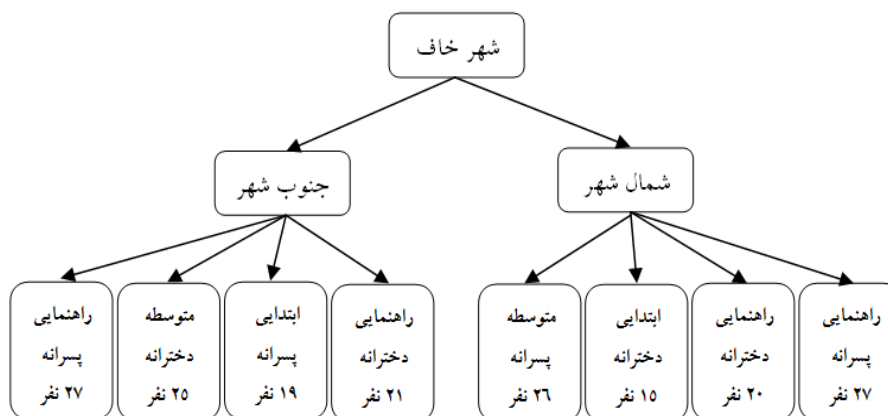 شهر خاف
شمال شهر
جنوب شهر
راهنمایی
پسرانه
۲۷ نفر
راهنمایی
دخترانه
۲۰ نفر
ابتدایی
دخترانه
۱۵ نفر
متوسطه
پسرانه
۲۶ نفر
راهنمایی
دخترانه
۲۱ نفر
ابتدایی
پسرانه
۱۹ نفر
متوسطه
دخترانه
۲۵ نفر
راهنمایی
پسرانه
۲۷ نفر